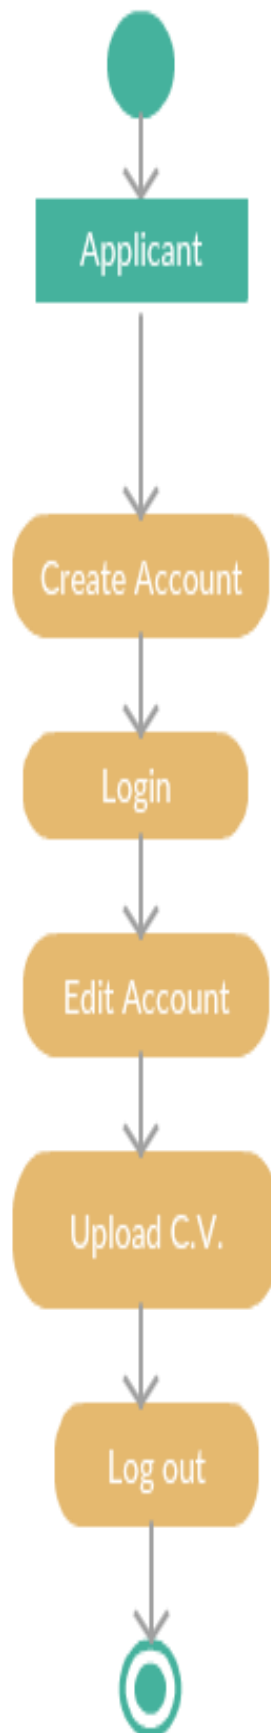 Applicant
Create Account
Login
Edit Account
Upload C.V.
Log out